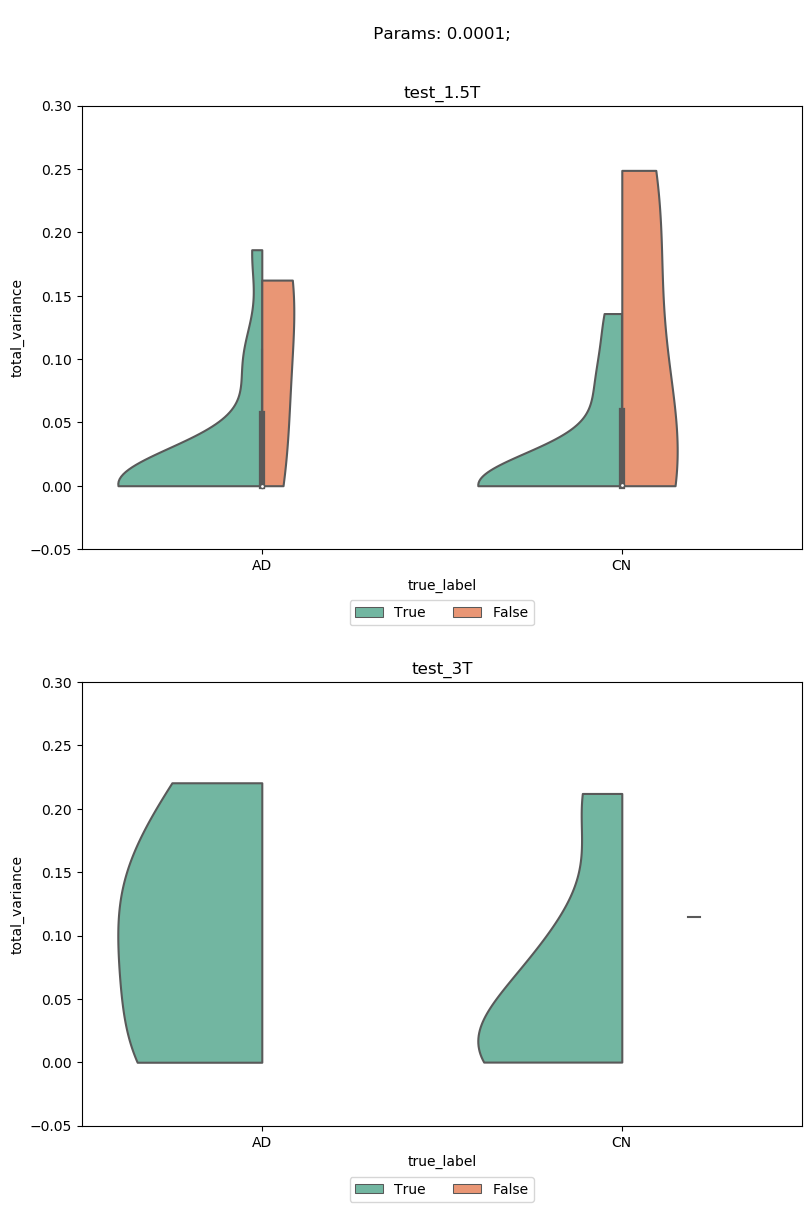 Params: 0.0001;
test_1.5T
0.30
0.25
0.20
0.15
0.10
0.05
0.00
−0.05
total_variance
AD CN
true_label
True False
test_3T
0.30
0.25
0.20
0.15
0.10
0.05
0.00
−0.05
total_variance
AD CN
true_label
True False